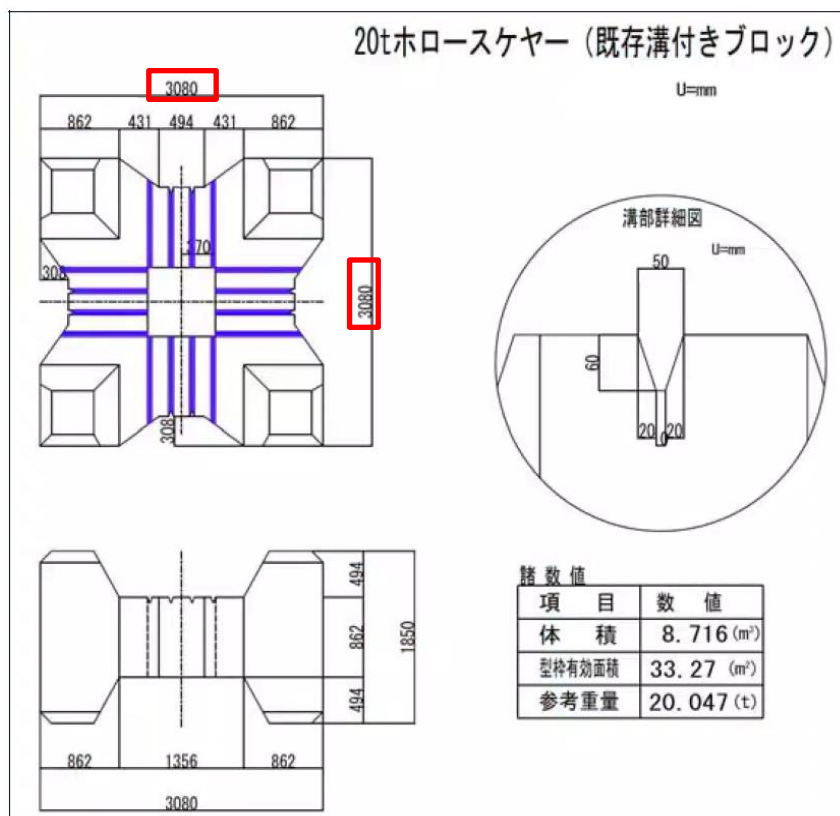 20tホロースケヤー（既存溝付きブロック）
U=mm
3080
862 431 494 431 862
370
308
3080
308
溝部詳細図
U=mm
50
60
20 0 20
494
862
494
1850
862 1356 862
3080
諸数値
項 目 数 値
体 積 8.716(m³)
型枠有効面積 33.27 (m²)
参考重量 20.047(t)